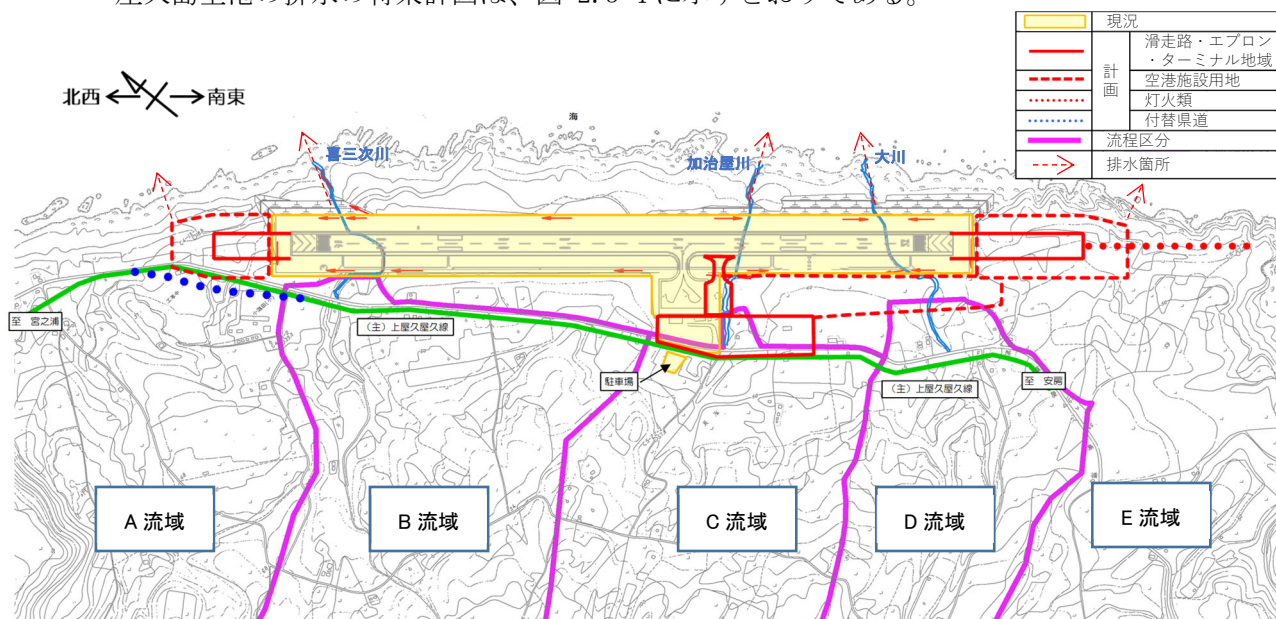 屋久島空港の排水の将来計画は、図-2.3-1に示すとおりである。
現況
計画
滑走路・エプロン
・ターミナル地域
空港施設用地
灯火類
付替県道
流程区分
排水箇所
北西
南東
海
喜三次川
加治屋川
大川
至 宮之浦
(主)上屋久屋久線
駐車場
(主)上屋久屋久線
至 安房
A 流域
B 流域
C 流域
D 流域
E 流域